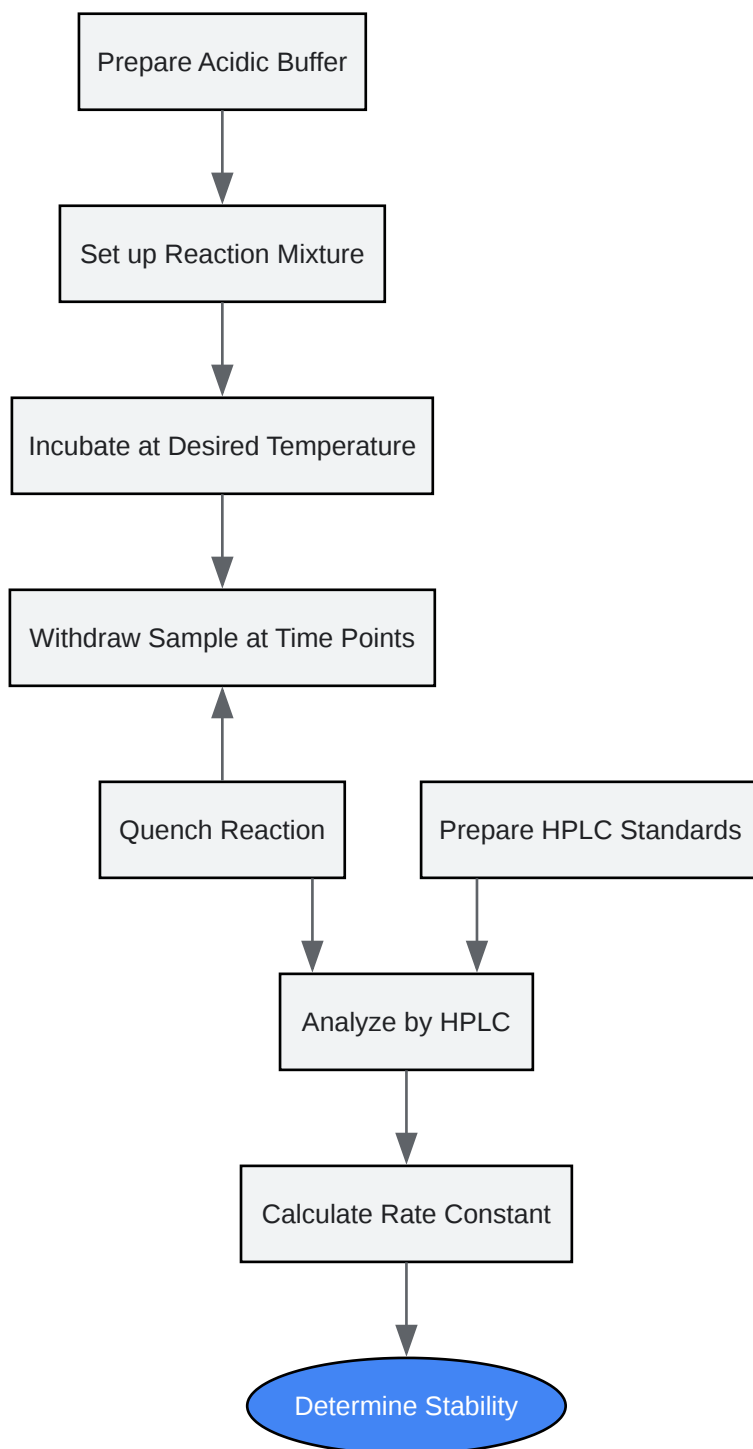 Prepare Acidic Buffer
Set up Reaction Mixture
Incubate at Desired Temperature
Withdraw Sample at Time Points
Quench Reaction
Prepare HPLC Standards
Analyze by HPLC
Calculate Rate Constant
Determine Stability